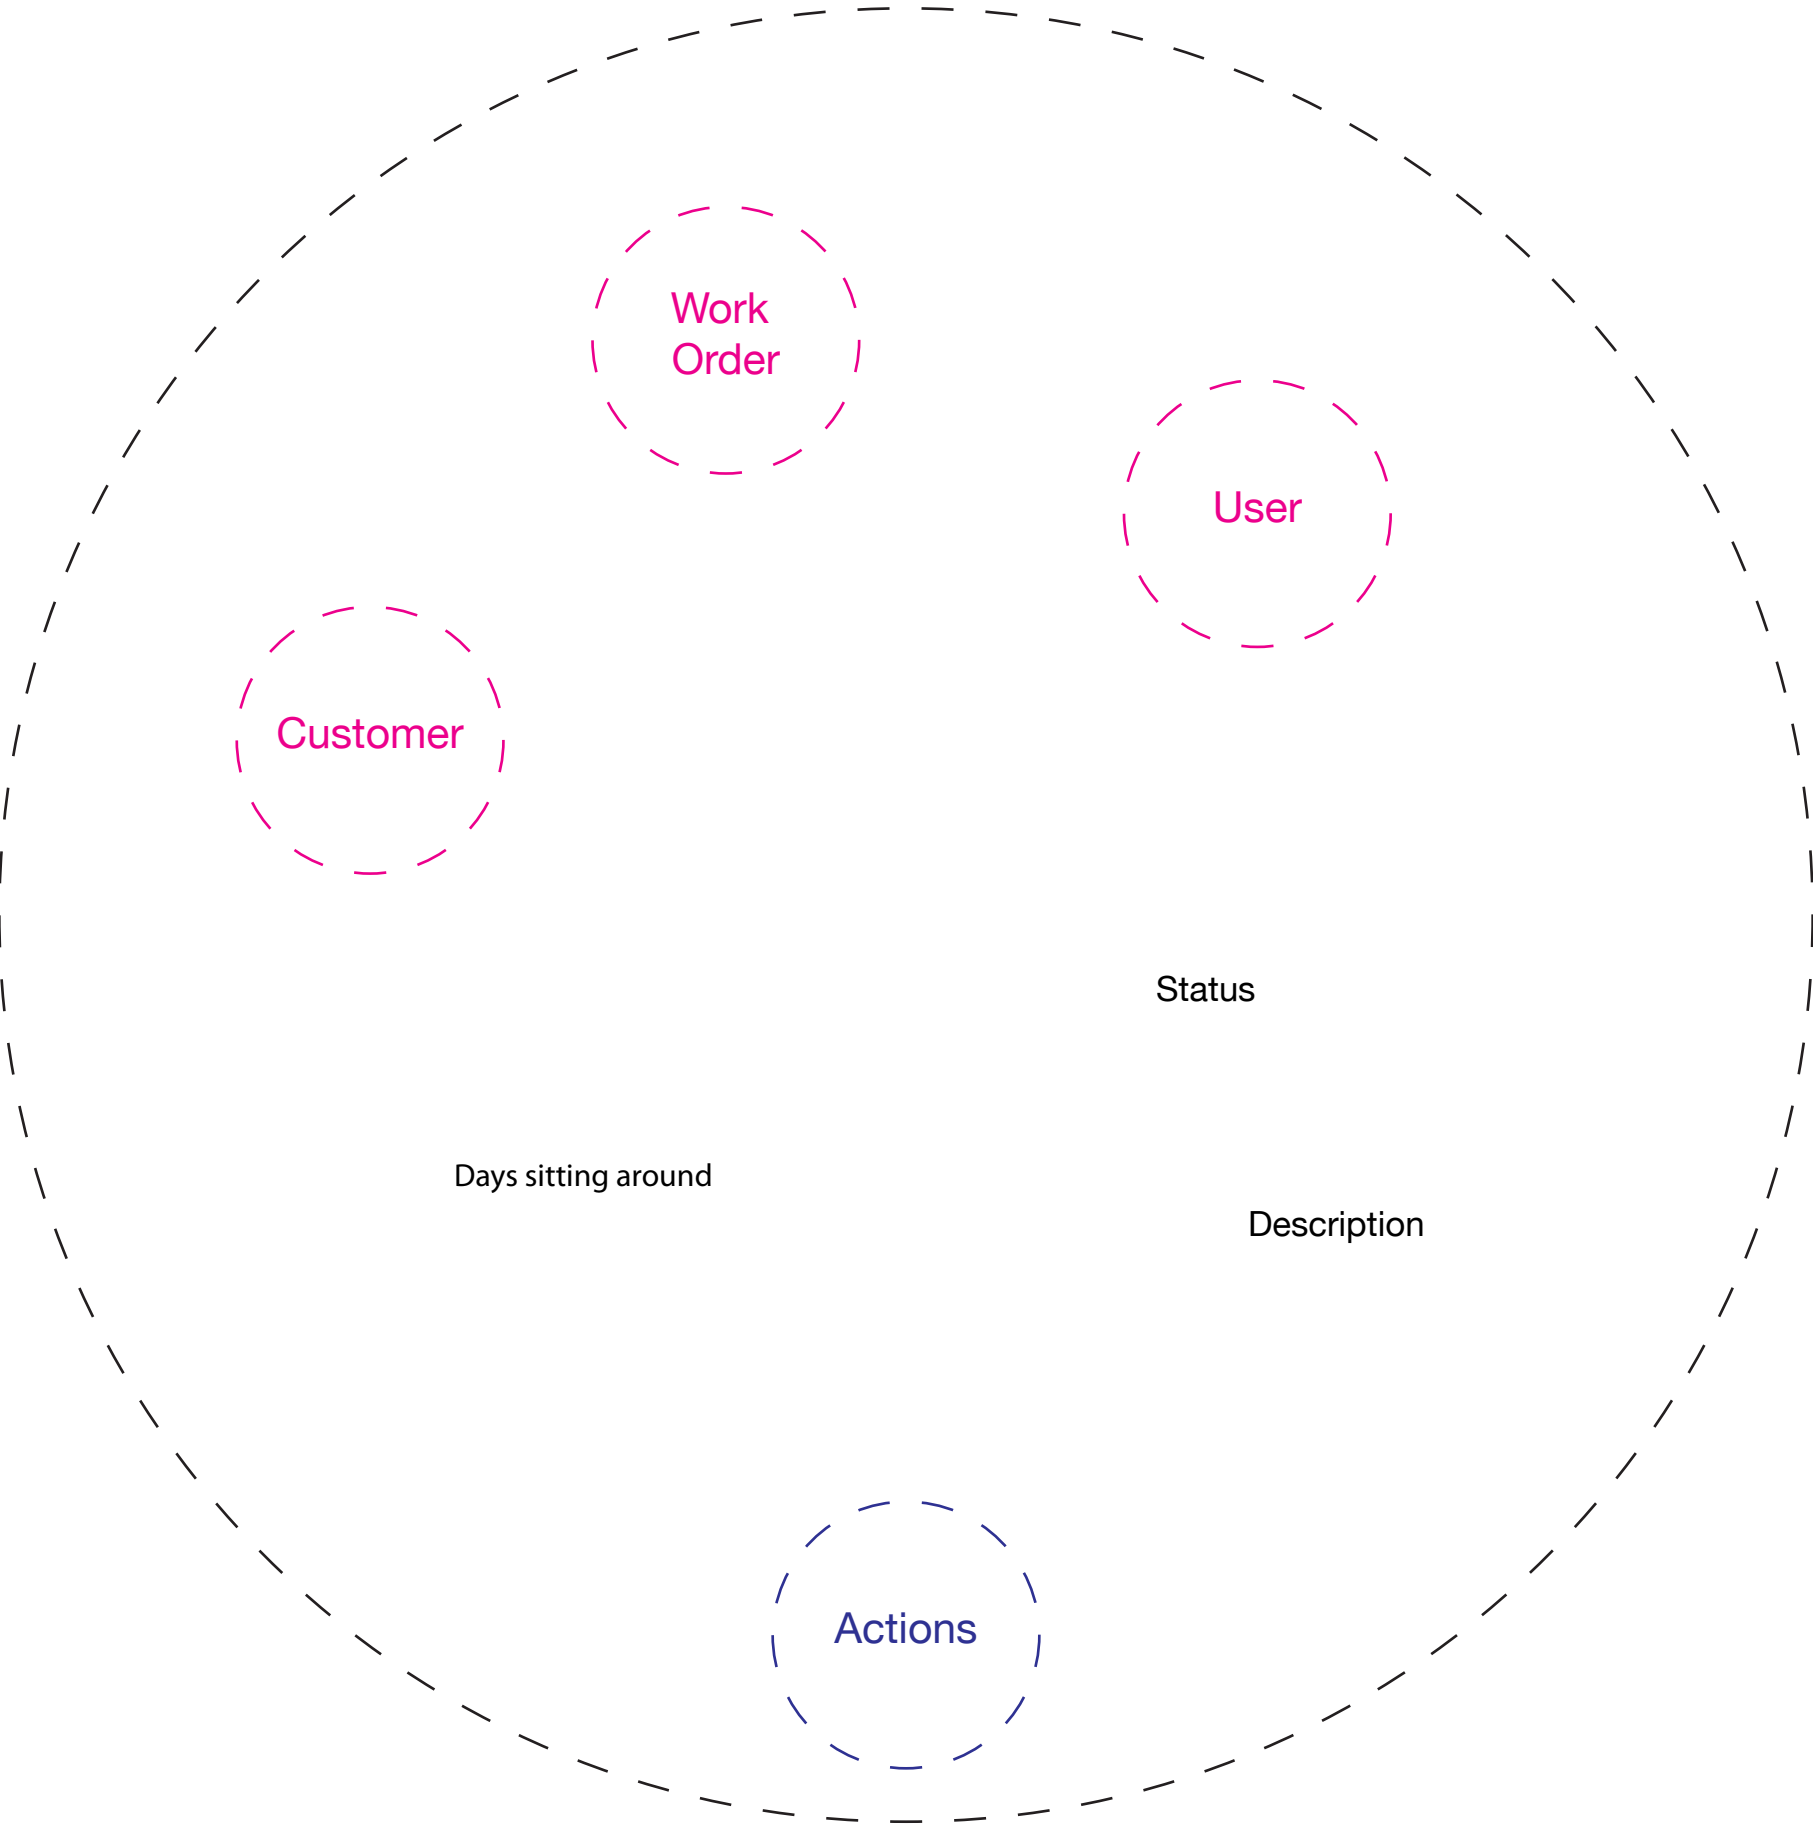 Work
Order
User
Customer
Status
Days sitting around
Description
Actions